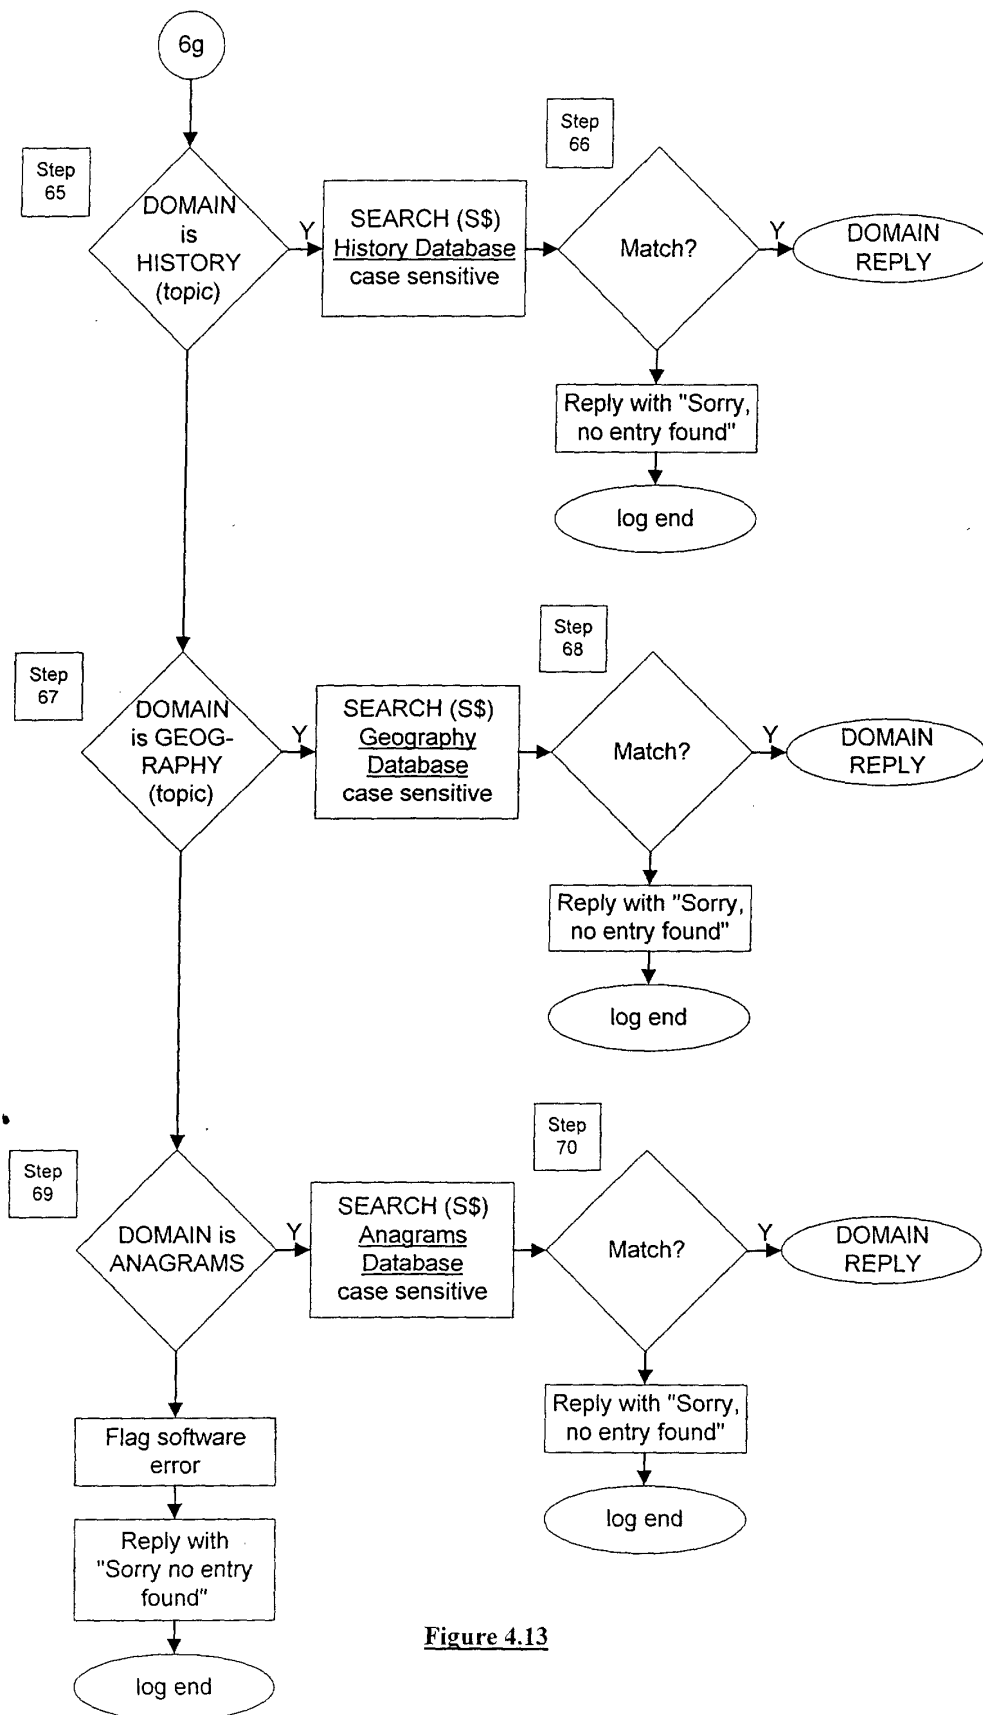 6g
Step
65
DOMAIN
is
HISTORY
(topic)
Y
SEARCH (S$)
History Database
case sensitive
Step
66
Match?
Y
DOMAIN
REPLY
Reply with "Sorry,
no entry found"
log end
Step
67
DOMAIN
is GEOG-
RAPHY
(topic)
Y
SEARCH (S$)
Geography
Database
case sensitive
Step
68
Match?
Y
DOMAIN
REPLY
Reply with "Sorry,
no entry found"
log end
Step
69
DOMAIN is
ANAGRAMS
Y
SEARCH (S$)
Anagrams
Database
case sensitive
Step
70
Match?
Y
DOMAIN
REPLY
Reply with "Sorry,
no entry found"
log end
Flag software
error
Reply with
"Sorry no entry
found"
log end
Figure 4.13